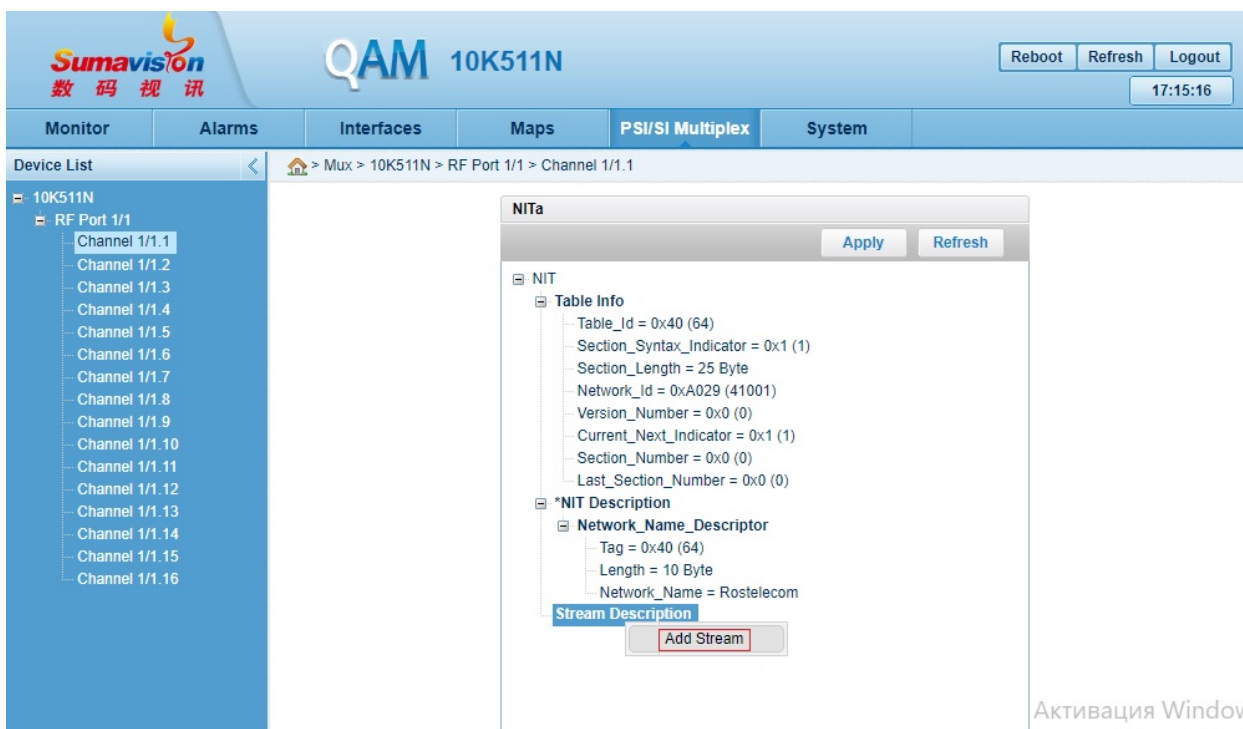 Sumavision
数码视讯
QAM 10K511N
Reboot Refresh Logout
17:15:16
Monitor Alarms Interfaces Maps PSI/SI Multiplex System
Device List
> Mux > 10K511N > RF Port 1/1 > Channel 1/1.1
10K511N
RF Port 1/1
Channel 1/1.1
Channel 1/1.2
Channel 1/1.3
Channel 1/1.4
Channel 1/1.5
Channel 1/1.6
Channel 1/1.7
Channel 1/1.8
Channel 1/1.9
Channel 1/1.10
Channel 1/1.11
Channel 1/1.12
Channel 1/1.13
Channel 1/1.14
Channel 1/1.15
Channel 1/1.16
NITa
Apply Refresh
NIT
Table Info
Table_Id = 0x40 (64)
Section_Syntax_Indicator = 0x1 (1)
Section_Length = 25 Byte
Network_Id = 0xA029 (41001)
Version_Number = 0x0 (0)
Current_Next_Indicator = 0x1 (1)
Section_Number = 0x0 (0)
Last_Section_Number = 0x0 (0)
*NIT Description
Network_Name_Descriptor
Tag = 0x40 (64)
Length = 10 Byte
Network_Name = Rostelecom
Stream Description
Add Stream
Активация Window